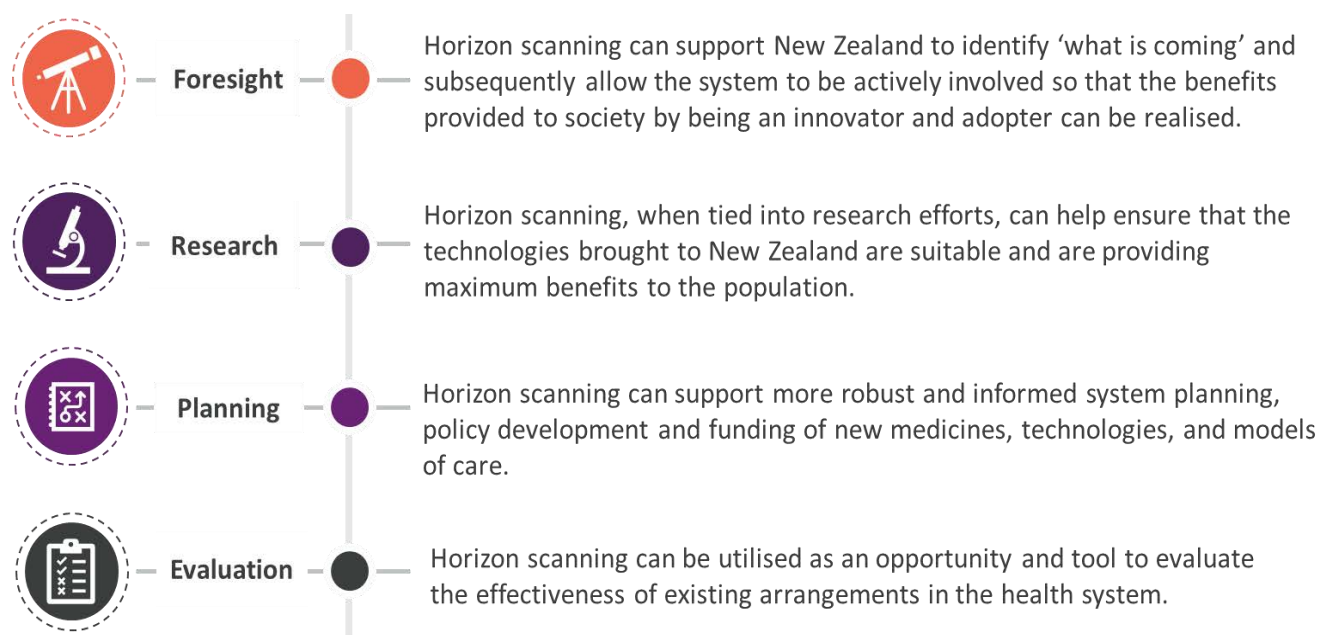 Foresight
Horizon scanning can support New Zealand to identify ‘what is coming’ and
subsequently allow the system to be actively involved so that the benefits
provided to society by being an innovator and adopter can be realised.
Research
Horizon scanning, when tied into research efforts, can help ensure that the
technologies brought to New Zealand are suitable and are providing
maximum benefits to the population.
Planning
Horizon scanning can support more robust and informed system planning,
policy development and funding of new medicines, technologies, and models
of care.
Evaluation
Horizon scanning can be utilised as an opportunity and tool to evaluate
the effectiveness of existing arrangements in the health system.